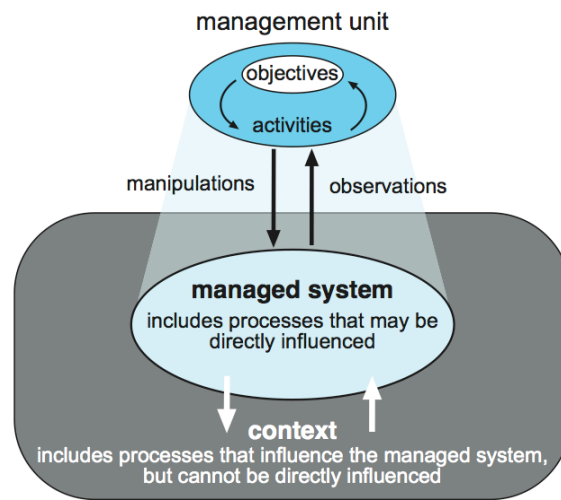 management unit
objectives
activities
manipulations
observations
managed system
includes processes that may be
directly influenced
context
includes processes that influence the managed system,
but cannot be directly influenced